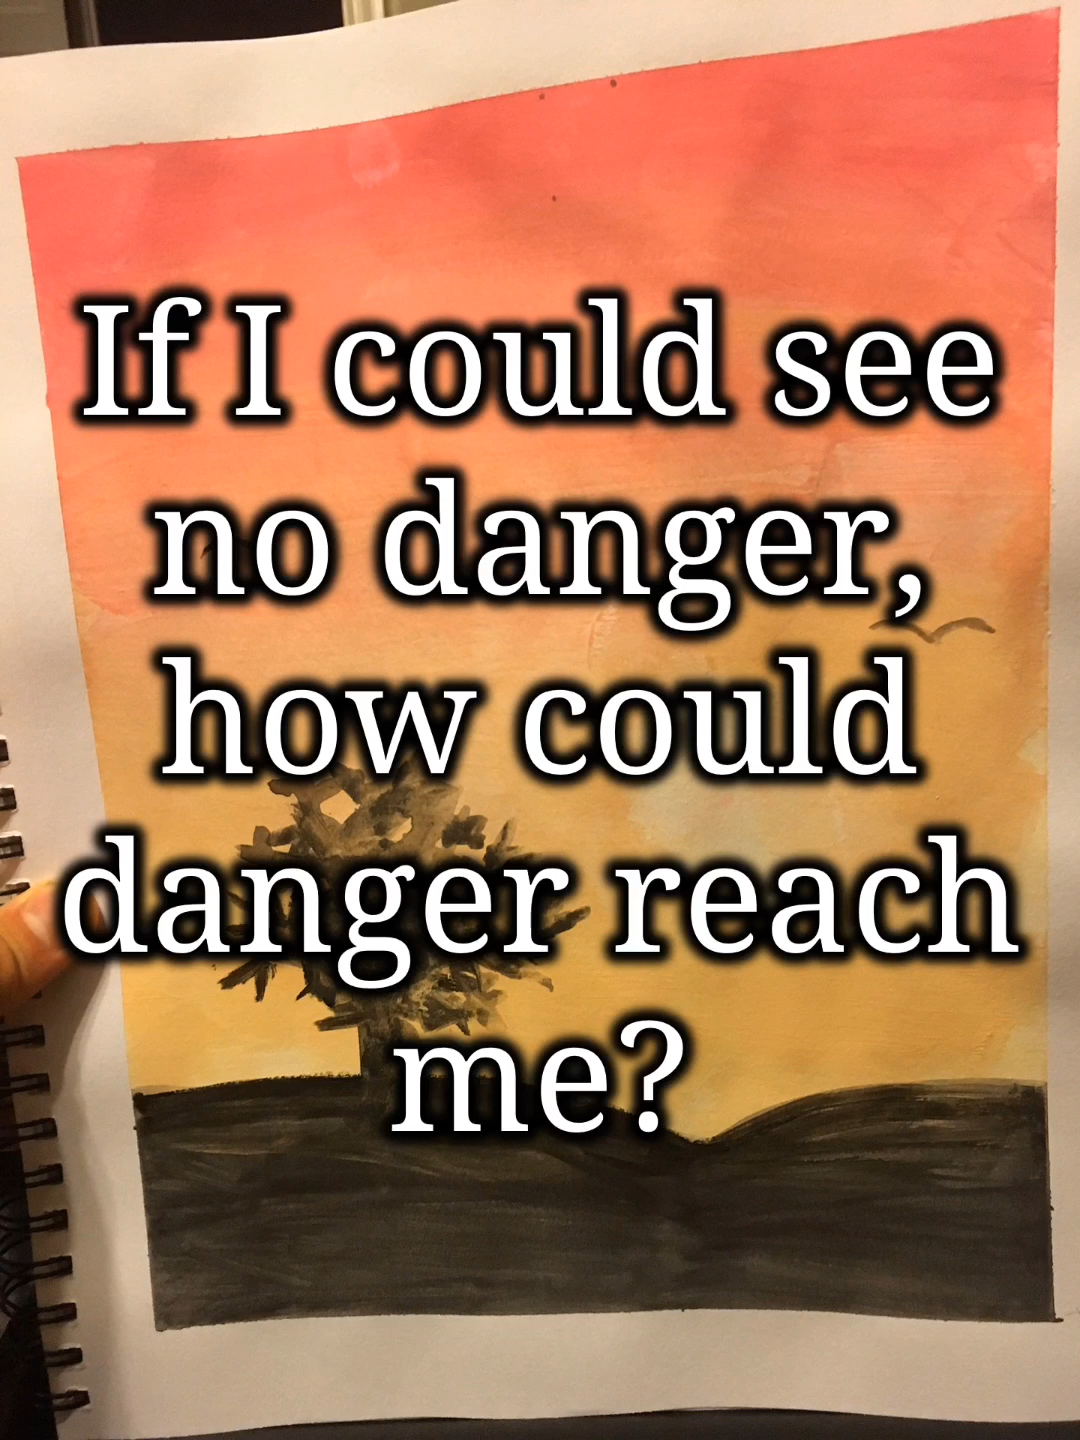 If I could see
no danger,
how could
danger reach
me?